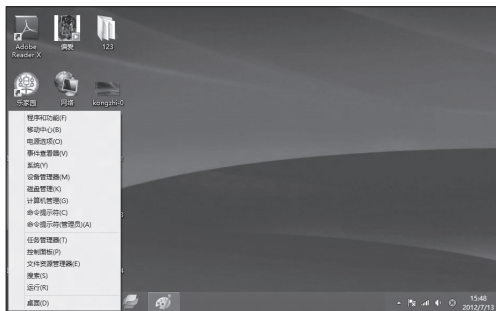 Adobe
Reader X
偏爱
123
乐家园
网络
kongzhi-0
程序和功能(F)
移动中心(B)
电源选项(O)
事件查看器(V)
系统(Y)
设备管理器(M)
磁盘管理(K)
计算机管理(G)
命令提示符(C)
命令提示符(管理员)(A)
任务管理器(T)
控制面板(P)
文件资源管理器(E)
搜索(S)
运行(R)
桌面(D)
15:48
2012/7/13